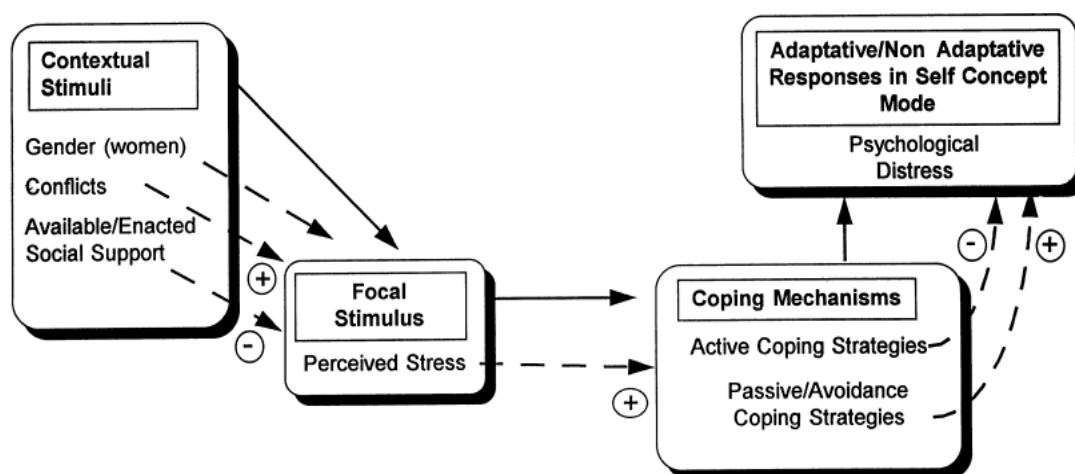 Contextual
Stimuli
Gender (women)
Conflicts
Available/Enacted
Social Support
+
-
Focal
Stimulus
Perceived Stress
+
Coping Mechanisms
Active Coping Strategies
Passive/Avoidance
Coping Strategies
-
+
Adaptative/Non Adaptative
Responses in Self Concept
Mode
Psychological
Distress